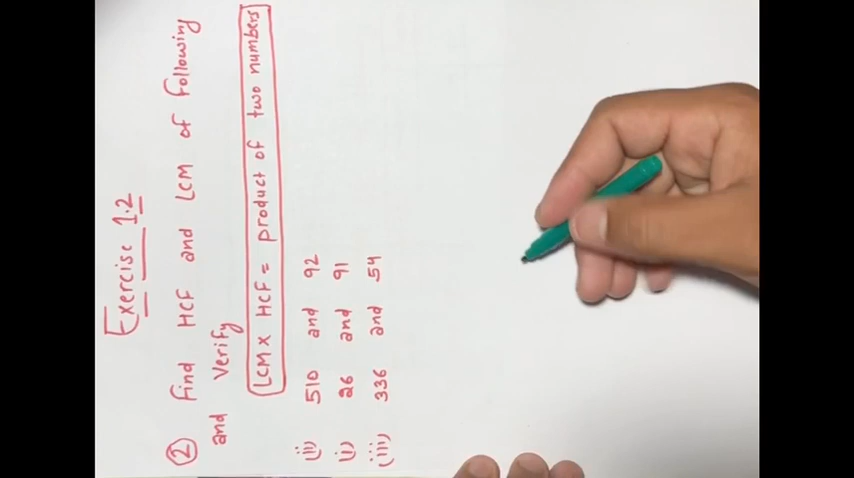 Exercise 1.2
(2) Find HCF and LCM of following
and Verify
LCM x HCF = product of two numbers
(ii) 510 and 92
(i) 26 and 91
(iii) 336 and 54